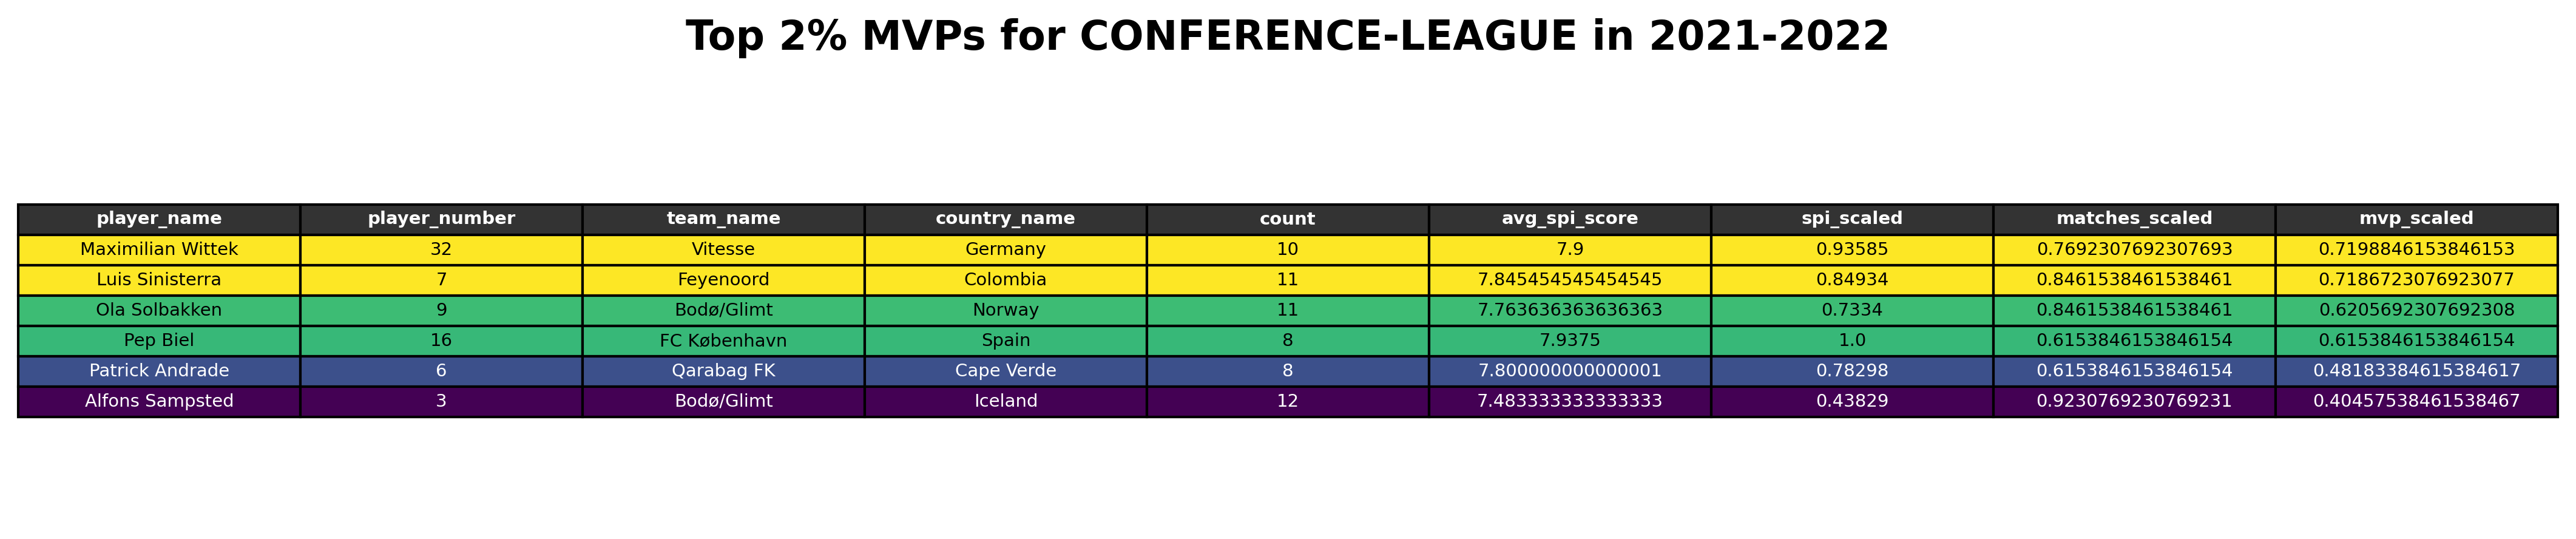 Top 2% MVPs for CONFERENCE-LEAGUE in 2021-2022
player_name player_number team_name country_name count avg_spi_score spi_scaled matches_scaled mvp_scaled
Maximilian Wittek 32 Vitesse Germany 10 7.9 0.93585 0.7692307692307693 0.7198846153846153
Luis Sinisterra 7 Feyenoord Colombia 11 7.845454545454545 0.84934 0.8461538461538461 0.7186723076923077
Ola Solbakken 9 Bodø/Glimt Norway 11 7.763636363636363 0.7334 0.8461538461538461 0.6205692307692308
Pep Biel 16 FC København Spain 8 7.9375 1.0 0.6153846153846154 0.6153846153846154
Patrick Andrade 6 Qarabag FK Cape Verde 8 7.800000000000001 0.78298 0.6153846153846154 0.48183384615384617
Alfons Sampsted 3 Bodø/Glimt Iceland 12 7.483333333333333 0.43829 0.9230769230769231 0.40457538461538467